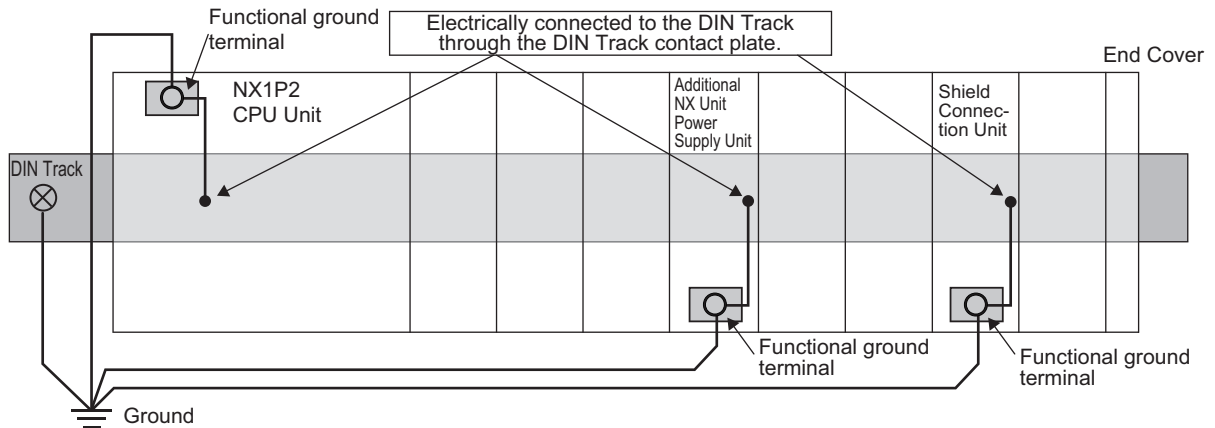 Functional ground
terminal
Electrically connected to the DIN Track
through the DIN Track contact plate.
End Cover
NX1P2
CPU Unit
Additional
NX Unit
Power
Supply Unit
Shield
Connec-
tion Unit
DIN Track
Functional ground
terminal
Functional ground
terminal
Ground